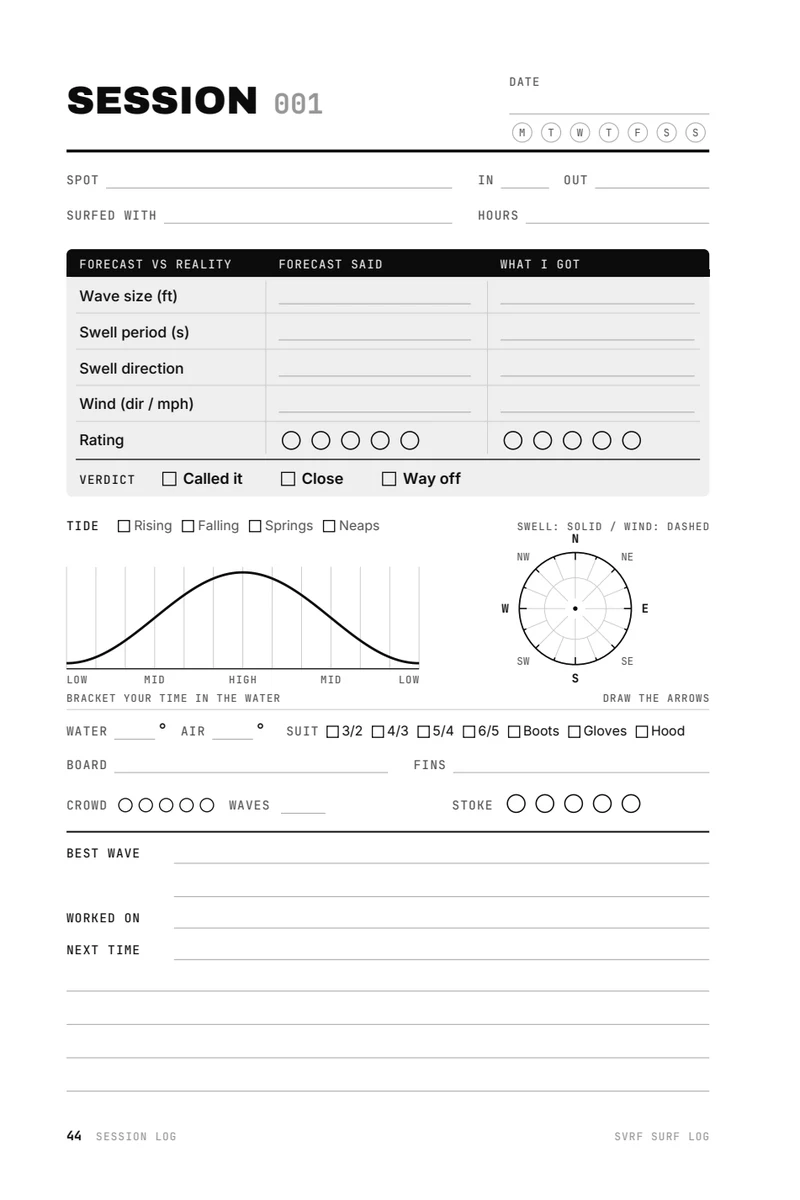 DATE
SESSION 001
M T W T F S S
SPOT IN OUT
SURFED WITH HOURS
FORECAST VS REALITY FORECAST SAID WHAT I GOT
Wave size (ft)
Swell period (s)
Swell direction
Wind (dir / mph)
Rating
VERDICT Called it Close Way off
TIDE Rising Falling Springs Neaps
SWELL: SOLID / WIND: DASHED
N
NW NE
W E
SW SE
S
LOW MID HIGH MID LOW
BRACKET YOUR TIME IN THE WATER
DRAW THE ARROWS
WATER ° AIR ° SUIT 3/2 4/3 5/4 6/5 Boots Gloves Hood
BOARD FINS
CROWD WAVES STOKE
BEST WAVE
WORKED ON
NEXT TIME
44 SESSION LOG SVRF SURF LOG